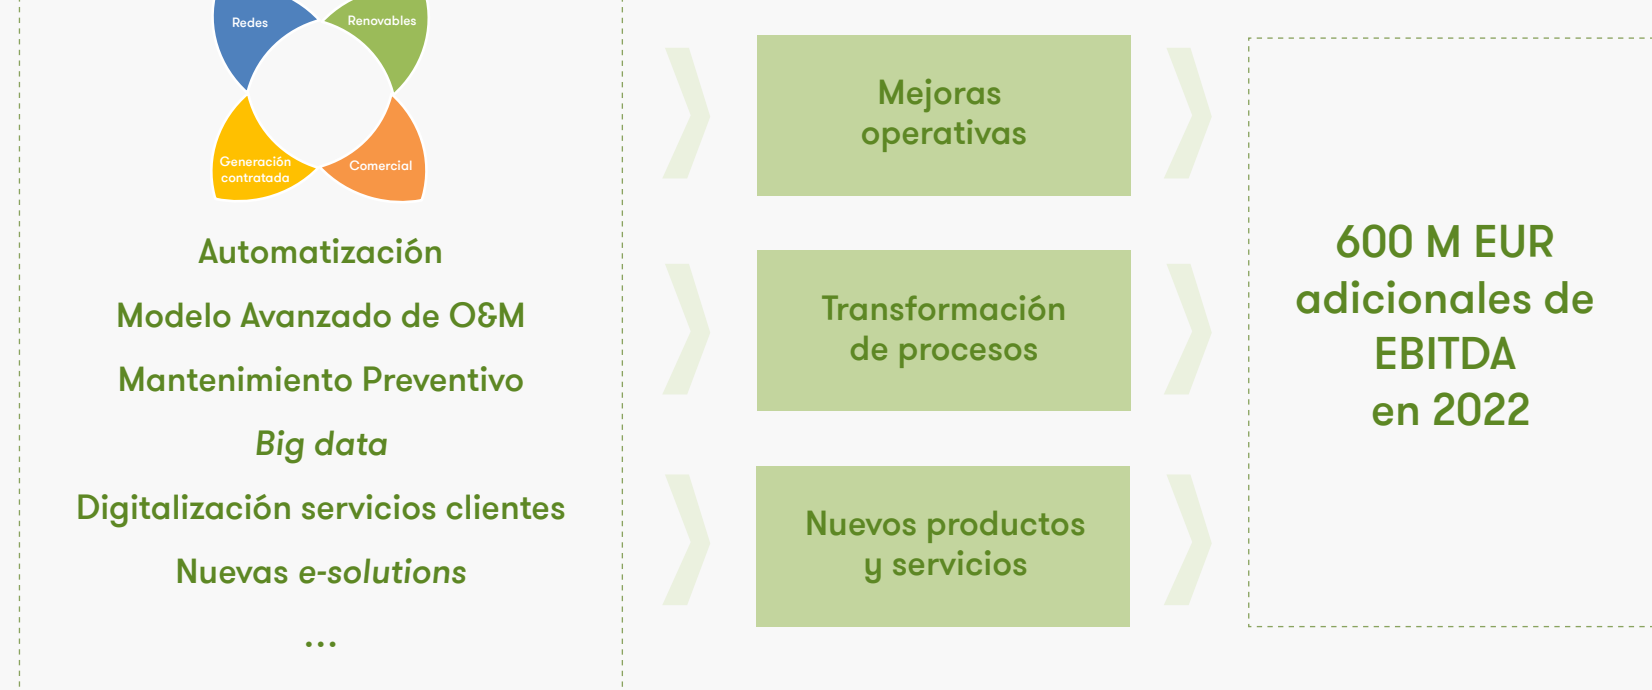 Redes
Renovables
Generación
contratada
Comercial
Automatización
Modelo Avanzado de O&M
Mantenimiento Preventivo
Big data
Digitalización servicios clientes
Nuevas e-solutions
...
Mejoras
operativas
Transformación
de procesos
Nuevos productos
y servicios
600 M EUR
adicionales de
EBITDA
en 2022